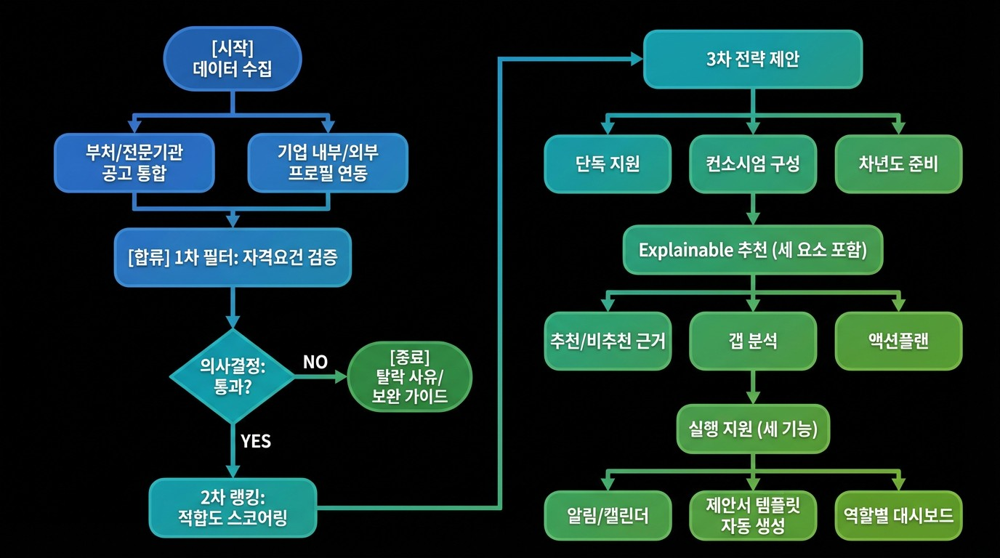 [시작]
데이터 수집
부처/전문기관
공고 통합
기업 내부/외부
프로필 연동
[합류] 1차 필터: 자격요건 검증
의사결정:
통과?
NO
[종료]
탈락 사유/
보완 가이드
YES
2차 랭킹:
적합도 스코어링
3차 전략 제안
단독 지원
컨소시엄 구성
차년도 준비
Explainable 추천 (세 요소 포함)
추천/비추천 근거
갭 분석
액션플랜
실행 지원 (세 기능)
알림/캘린더
제안서 템플릿
자동 생성
역할별 대시보드